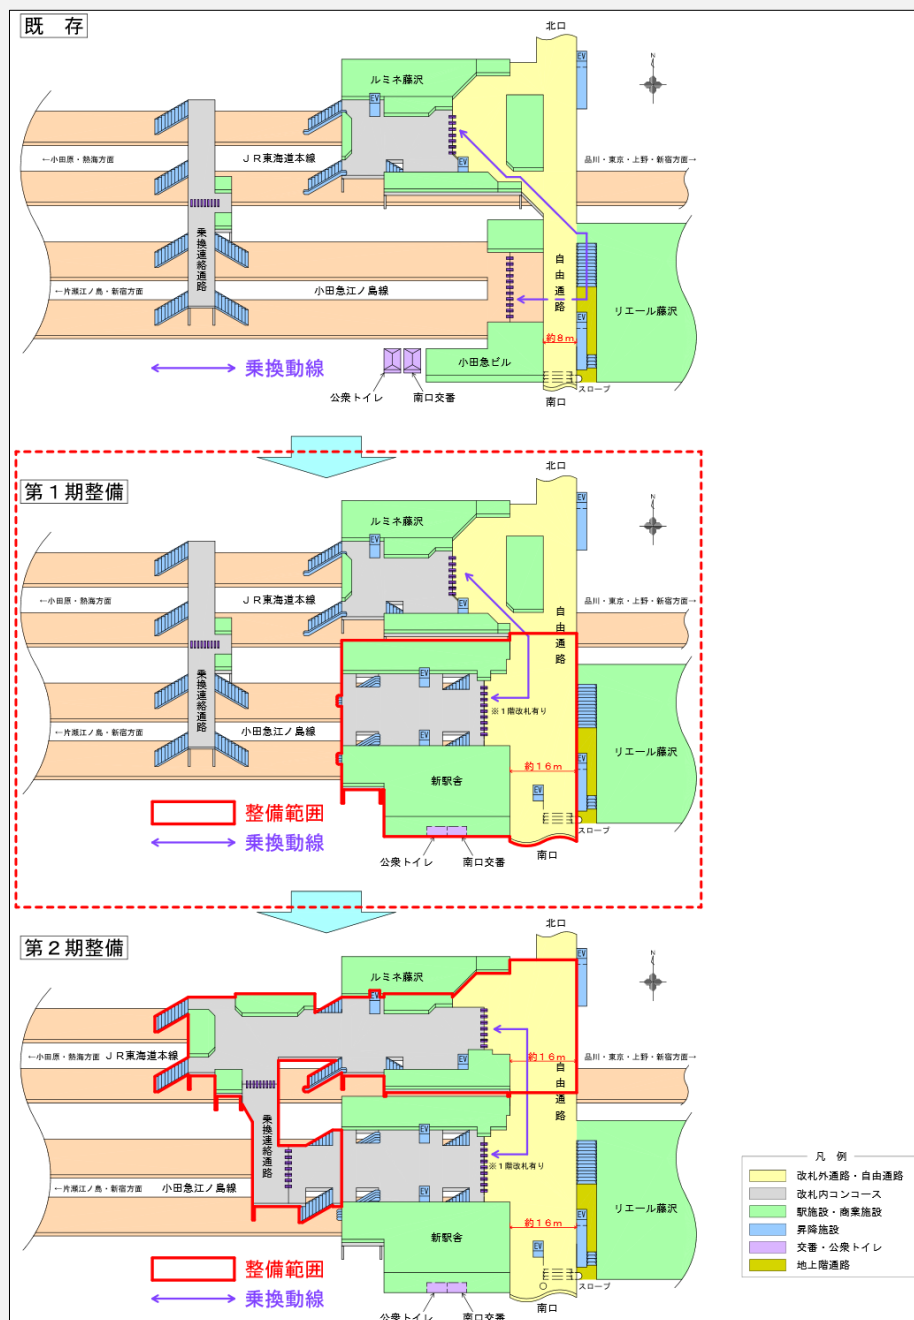 既 存
北口
ルミネ藤沢
EV
EV
N
←小田原・熱海方面
JR東海道本線
EV
品川・東京・上野・新宿方面→
乗換連絡通路
自由通路
←片瀬江ノ島・新宿方面
小田急江ノ島線
リエール藤沢
EV
約8m
小田急ビル
乗換動線
公衆トイレ
南口交番
スロープ
南口
第1期整備
北口
ルミネ藤沢
EV
EV
N
←小田原・熱海方面
JR東海道本線
EV
品川・東京・上野・新宿方面→
自由通路
乗換連絡通路
EV
※1階改札有り
←片瀬江ノ島・新宿方面
小田急江ノ島線
リエール藤沢
EV
約16m
EV
新駅舎
EV
整備範囲
乗換動線
スロープ
公衆トイレ
南口交番
南口
第2期整備
北口
ルミネ藤沢
EV
EV
N
←小田原・熱海方面
JR東海道本線
EV
約16m
品川・東京・上野・新宿方面→
自由通路
乗換連絡通路
EV
※1階改札有り
←片瀬江ノ島・新宿方面
小田急江ノ島線
リエール藤沢
EV
約16m
EV
新駅舎
EV
整備範囲
乗換動線
スロープ
公衆トイレ
南口交番
南口
凡 例
改札外通路・自由通路
改札内コンコース
駅施設・商業施設
昇降施設
交番・公衆トイレ
地上階通路